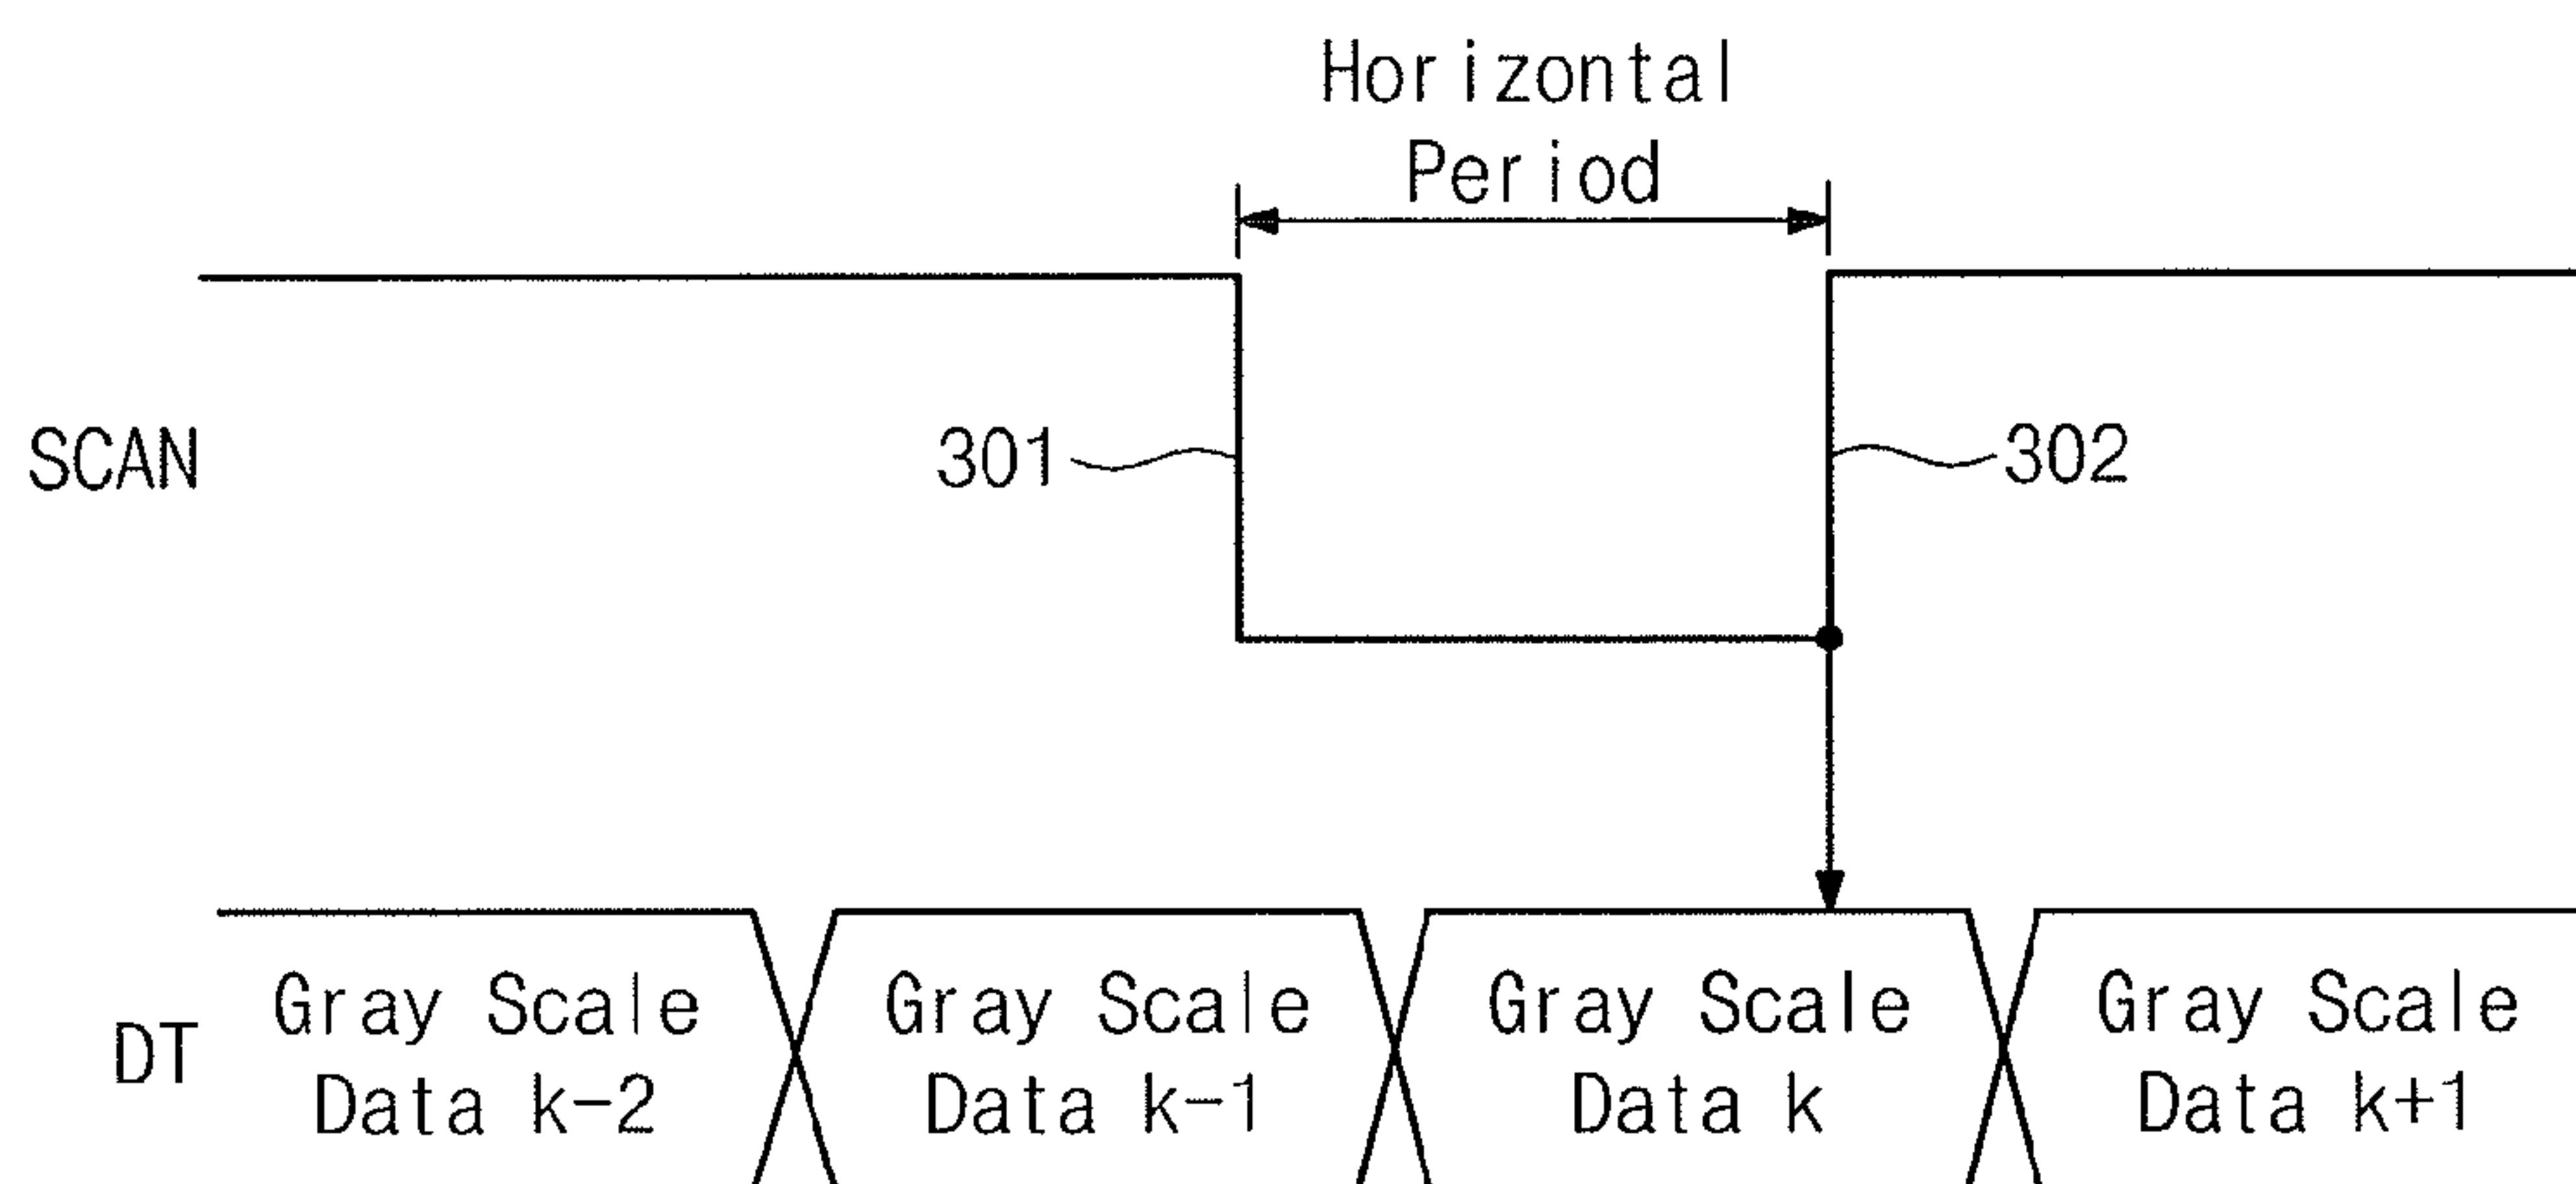 Horizontal
Period
SCAN
301
302
DT
Gray Scale
Data k-2
Gray Scale
Data k-1
Gray Scale
Data k
Gray Scale
Data k+1